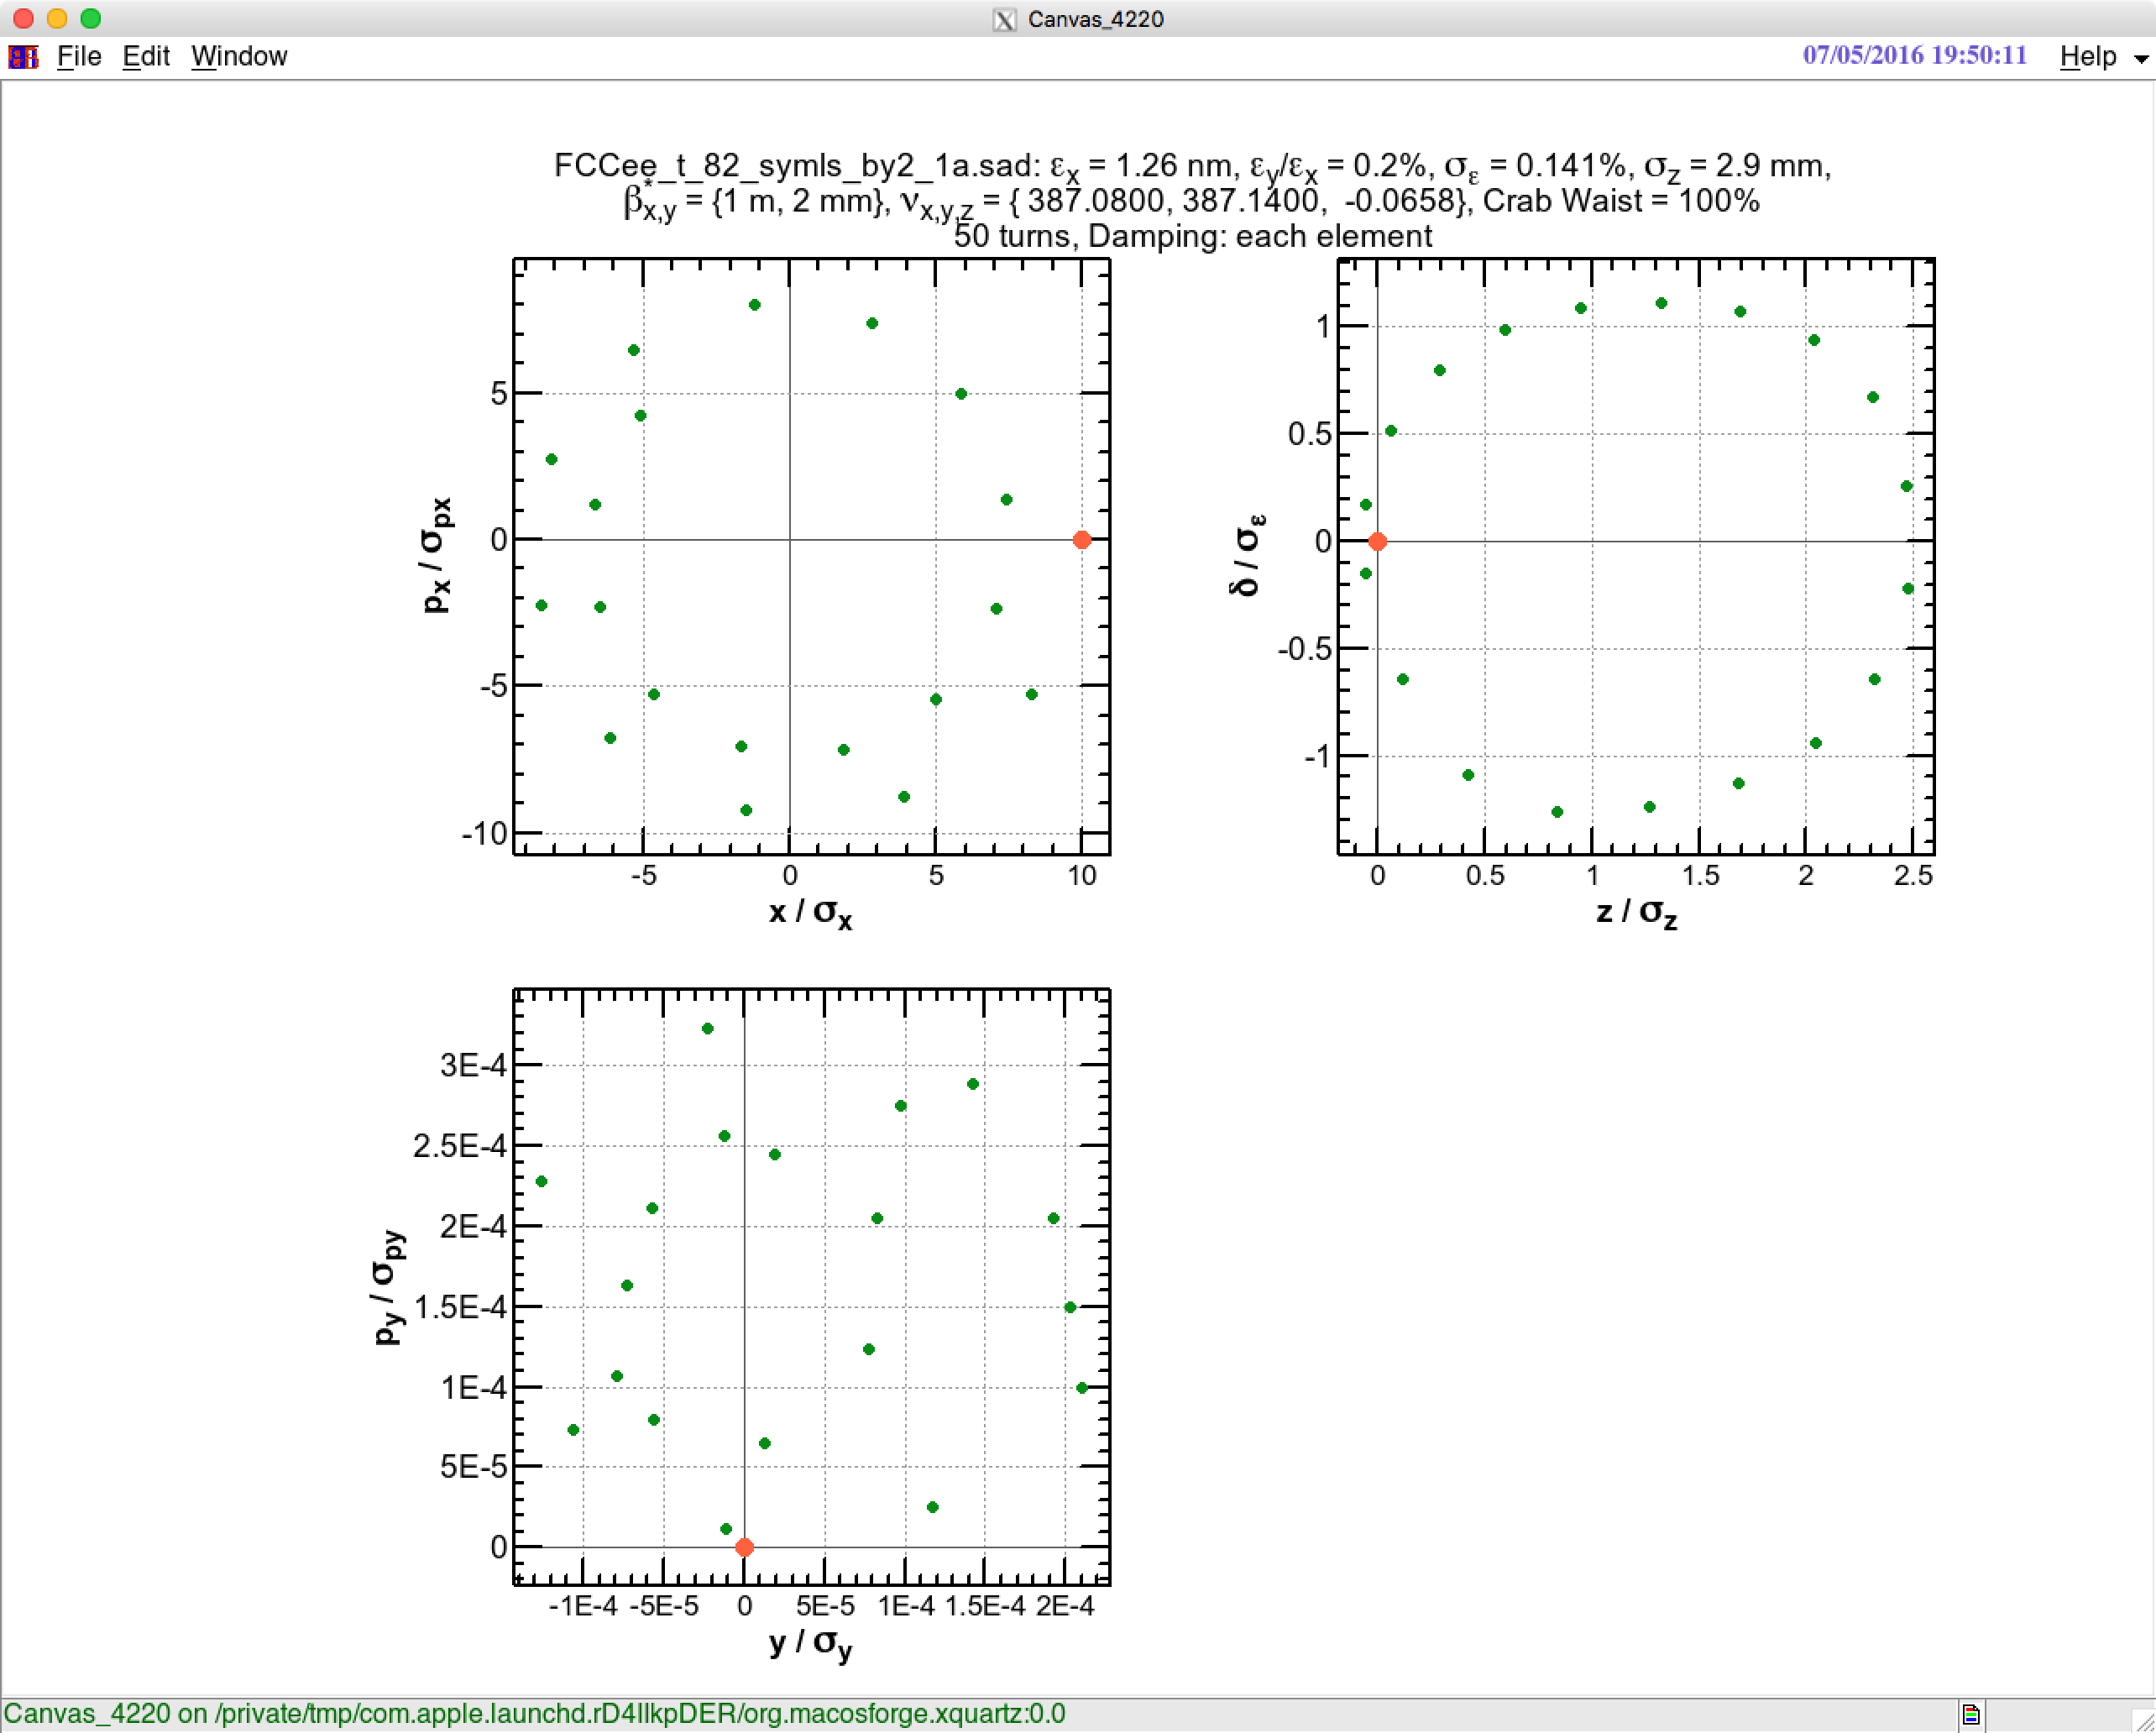 Canvas_4220
File Edit Window 07/05/2016 19:50:11 Help
FCCee_t_82_symls_by2_1a.sad: εx = 1.26 nm, εy/εx = 0.2%, σε = 0.141%, σz = 2.9 mm,
β*x,y = {1 m, 2 mm}, νx,y,z = { 387.0800, 387.1400, -0.0658}, Crab Waist = 100%
50 turns, Damping: each element
5
0
-5
-10
px / σpx
-5 0 5 10
x / σx
1
0.5
0
-0.5
-1
δ / σε
0 0.5 1 1.5 2 2.5
z / σz
3E-4
2.5E-4
2E-4
1.5E-4
1E-4
5E-5
0
py / σpy
-1E-4 -5E-5 0 5E-5 1E-4 1.5E-4 2E-4
y / σy
Canvas_4220 on /private/tmp/com.apple.launchd.rD4IlkpDER/org.macosforge.xquartz:0.0